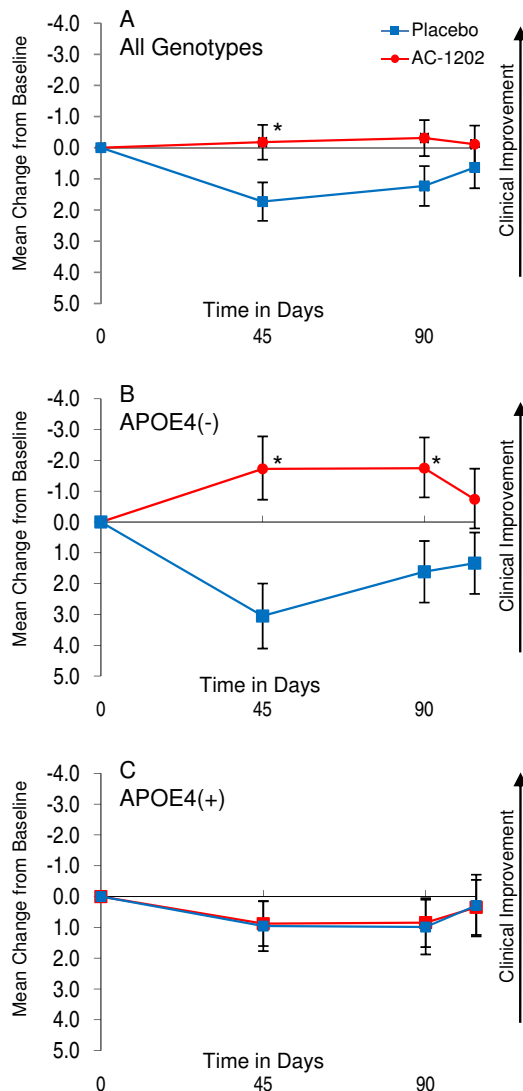 A
All Genotypes
Placebo
AC-1202
Mean Change from Baseline
-4.0
-3.0
-2.0
-1.0
0.0
1.0
2.0
3.0
4.0
5.0
*
Clinical Improvement
Time in Days
0 45 90
B
APOE4(-)
Mean Change from Baseline
-4.0
-3.0
-2.0
-1.0
0.0
1.0
2.0
3.0
4.0
5.0
* *
Clinical Improvement
Time in Days
0 45 90
C
APOE4(+)
Mean Change from Baseline
-4.0
-3.0
-2.0
-1.0
0.0
1.0
2.0
3.0
4.0
5.0
Clinical Improvement
Time in Days
0 45 90